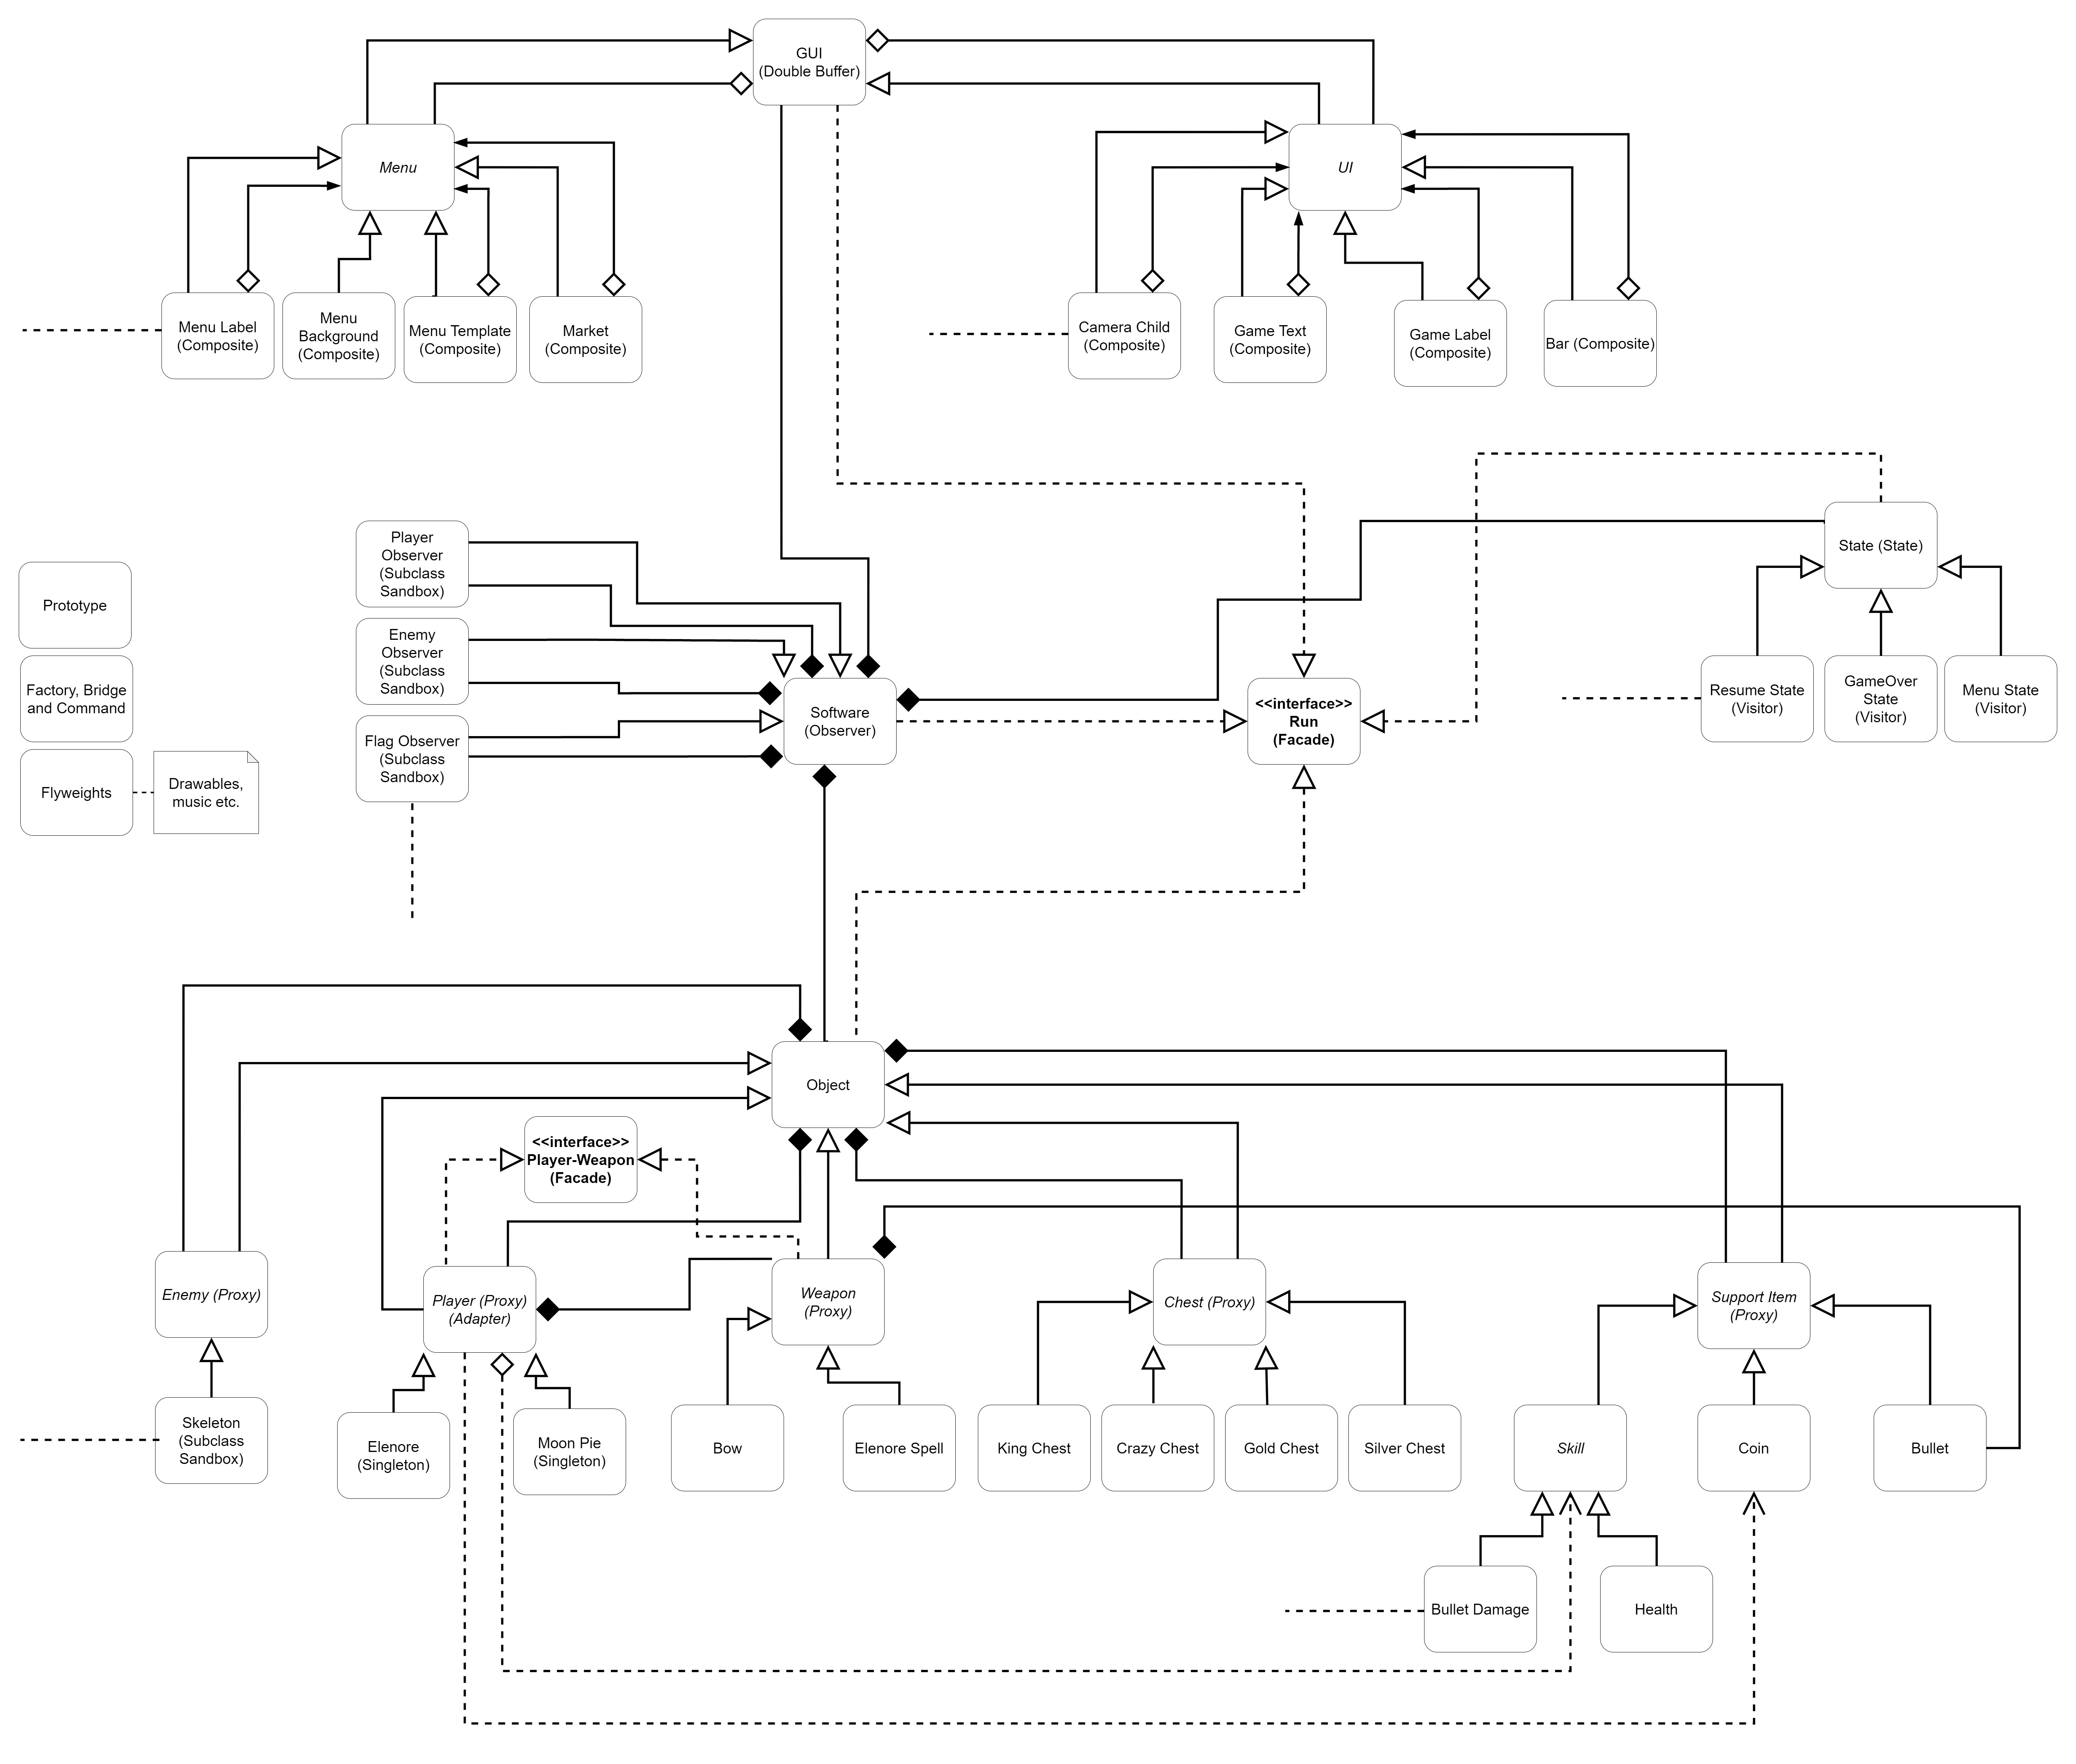 GUI
(Double Buffer)
Menu
UI
Menu Label
(Composite)
Menu
Background
(Composite)
Menu Template
(Composite)
Market
(Composite)
Camera Child
(Composite)
Game Text
(Composite)
Game Label
(Composite)
Bar (Composite)
Player
Observer
(Subclass
Sandbox)
Enemy
Observer
(Subclass
Sandbox)
Flag Observer
(Subclass
Sandbox)
Prototype
Factory, Bridge
and Command
Flyweights
Drawables,
music etc.
Software
(Observer)
<<interface>>
Run
(Facade)
State (State)
Resume State
(Visitor)
GameOver
State
(Visitor)
Menu State
(Visitor)
Object
<<interface>>
Player-Weapon
(Facade)
Enemy (Proxy)
Player (Proxy)
(Adapter)
Weapon
(Proxy)
Chest (Proxy)
Support Item
(Proxy)
Skeleton
(Subclass
Sandbox)
Elenore
(Singleton)
Moon Pie
(Singleton)
Bow
Elenore Spell
King Chest
Crazy Chest
Gold Chest
Silver Chest
Skill
Coin
Bullet
Bullet Damage
Health